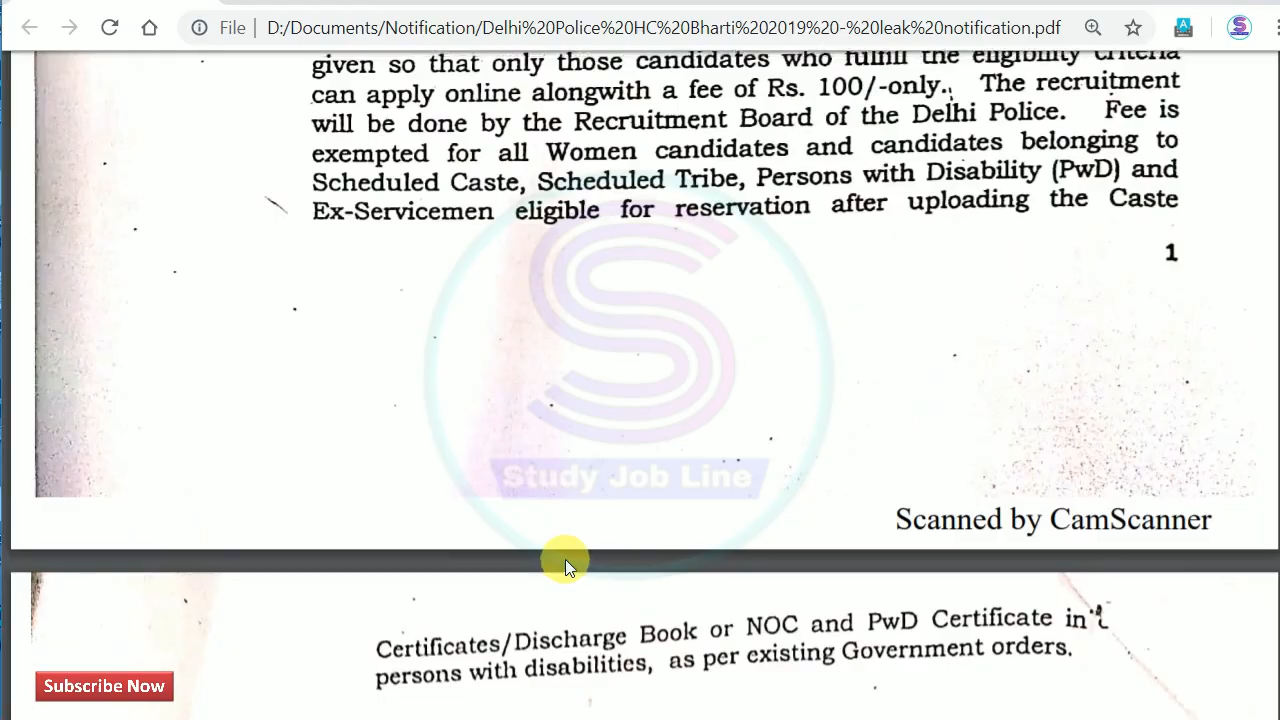 File | D:/Documents/Notification/Delhi%20Police%20HC%20Bharti%202019%20-%20leak%20notification.pdf
given so that only those candidates who fulfill the eligibility criteria
can apply online alongwith a fee of Rs. 100/-only. The recruitment
will be done by the Recruitment Board of the Delhi Police. Fee is
exempted for all Women candidates and candidates belonging to
Scheduled Caste, Scheduled Tribe, Persons with Disability (PwD) and
Ex-Servicemen eligible for reservation after uploading the Caste
1
Study Job Line
Scanned by CamScanner
Certificates/Discharge Book or NOC and PwD Certificate in
persons with disabilities, as per existing Government orders.
Subscribe Now